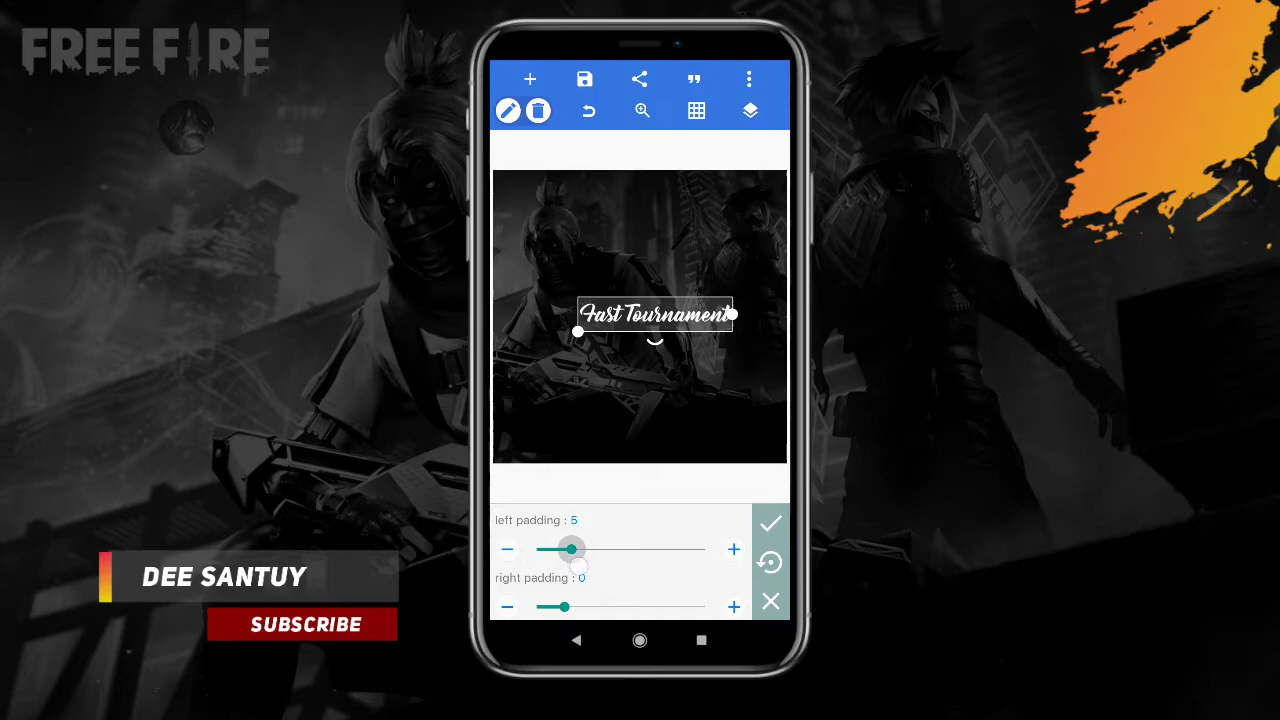 FREE FIRE
Fast Tournament
left padding : 5
right padding : 0
DEE SANTUY
SUBSCRIBE